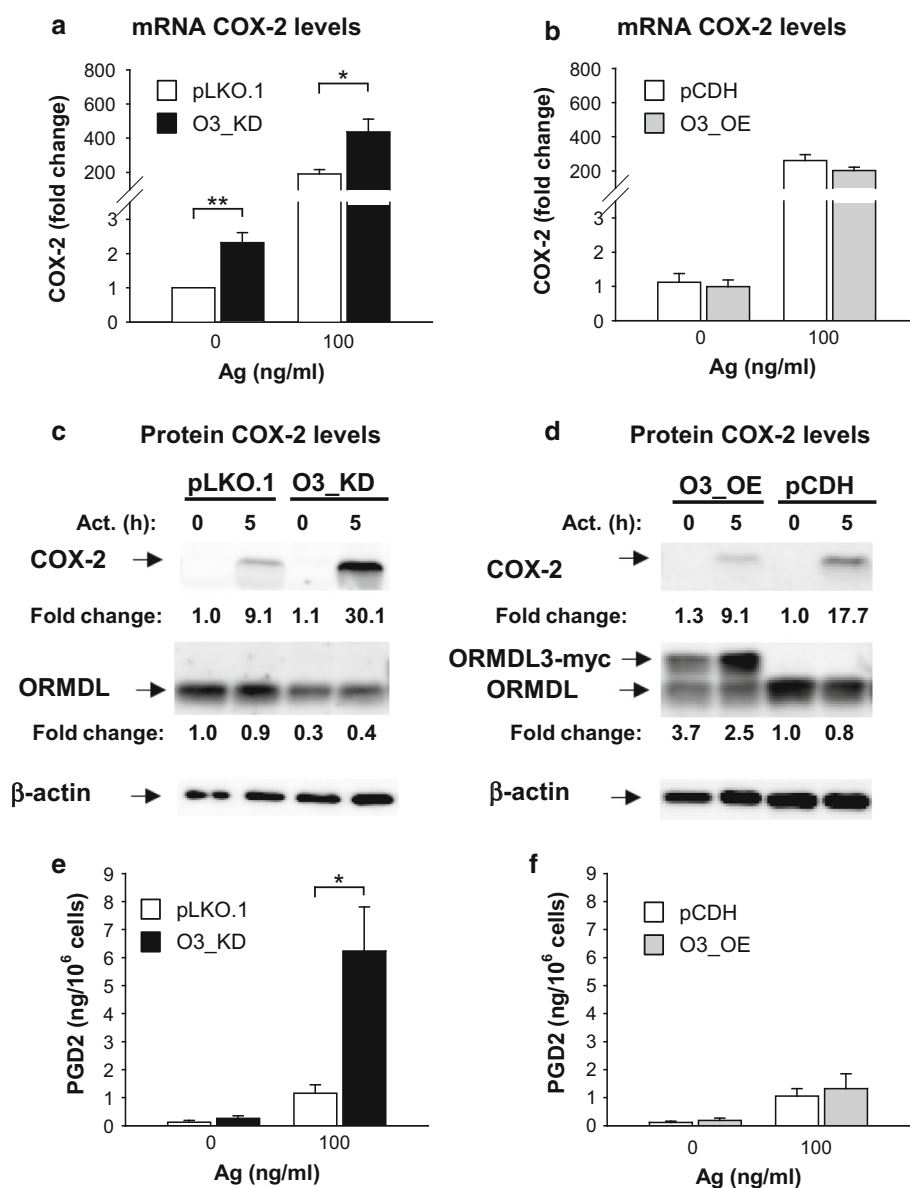 a mRNA COX-2 levels
COX-2 (fold change)
800
600
400
200
3
2
1
0
pLKO.1
O3_KD
**
*
0 100
Ag (ng/ml)
b mRNA COX-2 levels
COX-2 (fold change)
800
600
400
200
3
2
1
0
pCDH
O3_OE
0 100
Ag (ng/ml)
c Protein COX-2 levels
pLKO.1 O3_KD
Act. (h): 0 5 0 5
COX-2
Fold change: 1.0 9.1 1.1 30.1
ORMDL
Fold change: 1.0 0.9 0.3 0.4
β-actin
d Protein COX-2 levels
O3_OE pCDH
Act. (h): 0 5 0 5
COX-2
Fold change: 1.3 9.1 1.0 17.7
ORMDL3-myc
ORMDL
Fold change: 3.7 2.5 1.0 0.8
β-actin
e
PGD2 (ng/10⁶ cells)
9
8
7
6
5
4
3
2
1
0
pLKO.1
O3_KD
*
0 100
Ag (ng/ml)
f
PGD2 (ng/10⁶ cells)
9
8
7
6
5
4
3
2
1
0
pCDH
O3_OE
0 100
Ag (ng/ml)